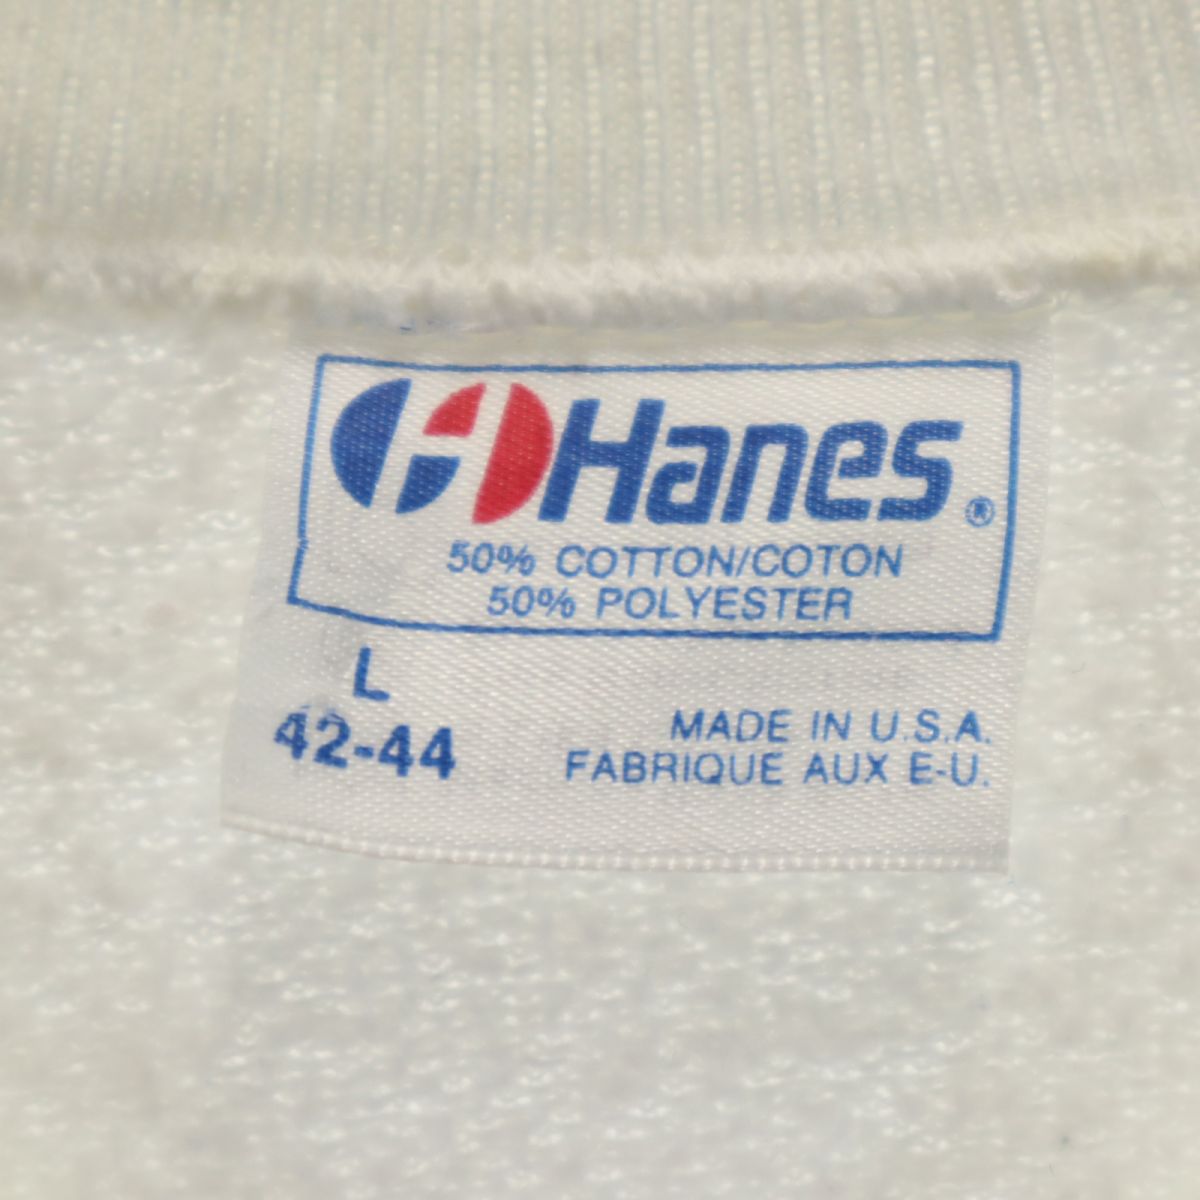 Hanes®
50% COTTON/COTON
50% POLYESTER
L
42-44
MADE IN U.S.A.
FABRIQUE AUX E-U.